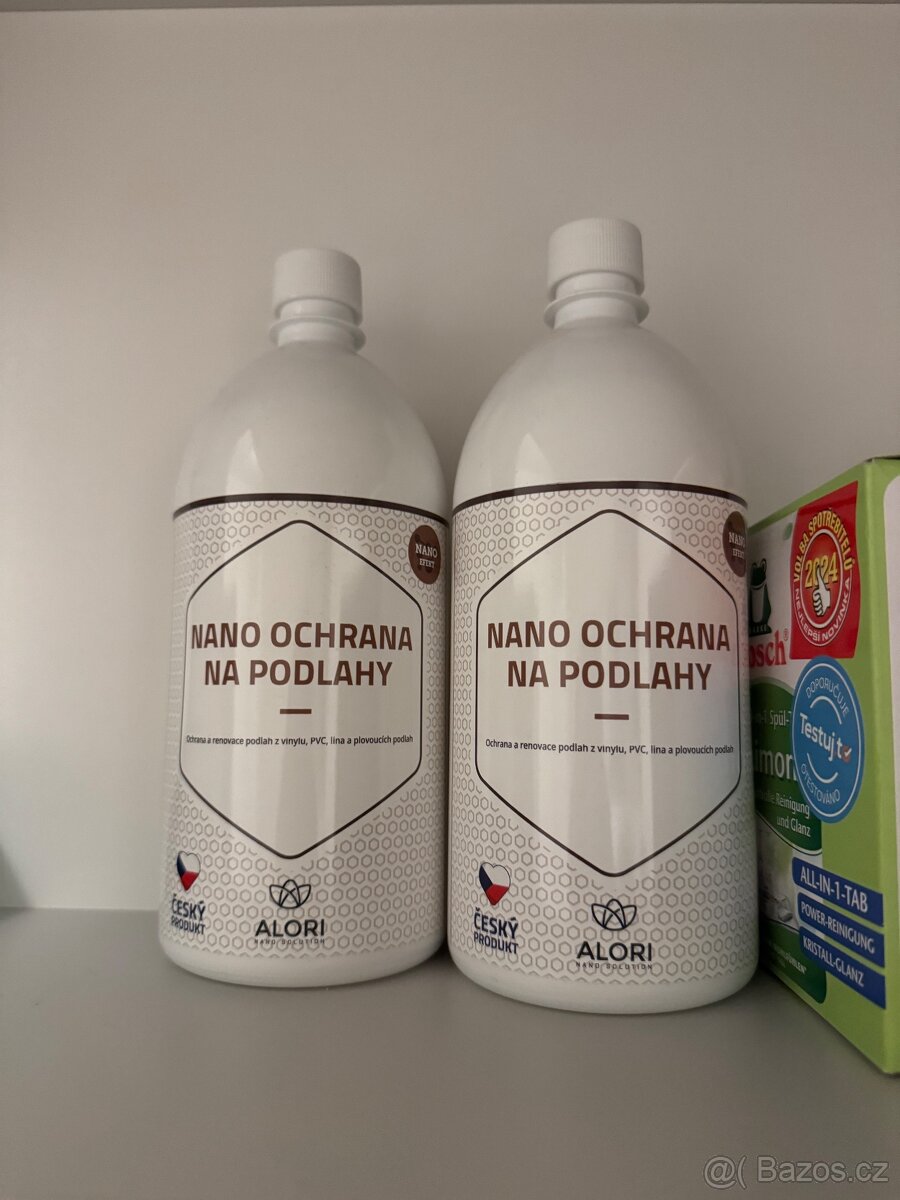 NANO
EFEKT
NANO OCHRANA
NA PODLAHY
Ochrana a renovace podlah z vinylu, PVC, lina a plovoucích podlah
ČESKÝ
PRODUKT
ALORI
NANO SOLUTION
NANO
EFEKT
NANO OCHRANA
NA PODLAHY
Ochrana a renovace podlah z vinylu, PVC, lina a plovoucích podlah
ČESKÝ
PRODUKT
ALORI
NANO SOLUTION
VOLBA SPOTŘEBITELŮ
2024
NEJLEPŠÍ NOVINKA
DOPORUČUJE
Testuj to
OTESTOVÁNO
Reinigung
und Glanz
ALL-IN-1-TAB
POWER-REINIGUNG
KRISTALL-GLANZ
@( Bazos.cz